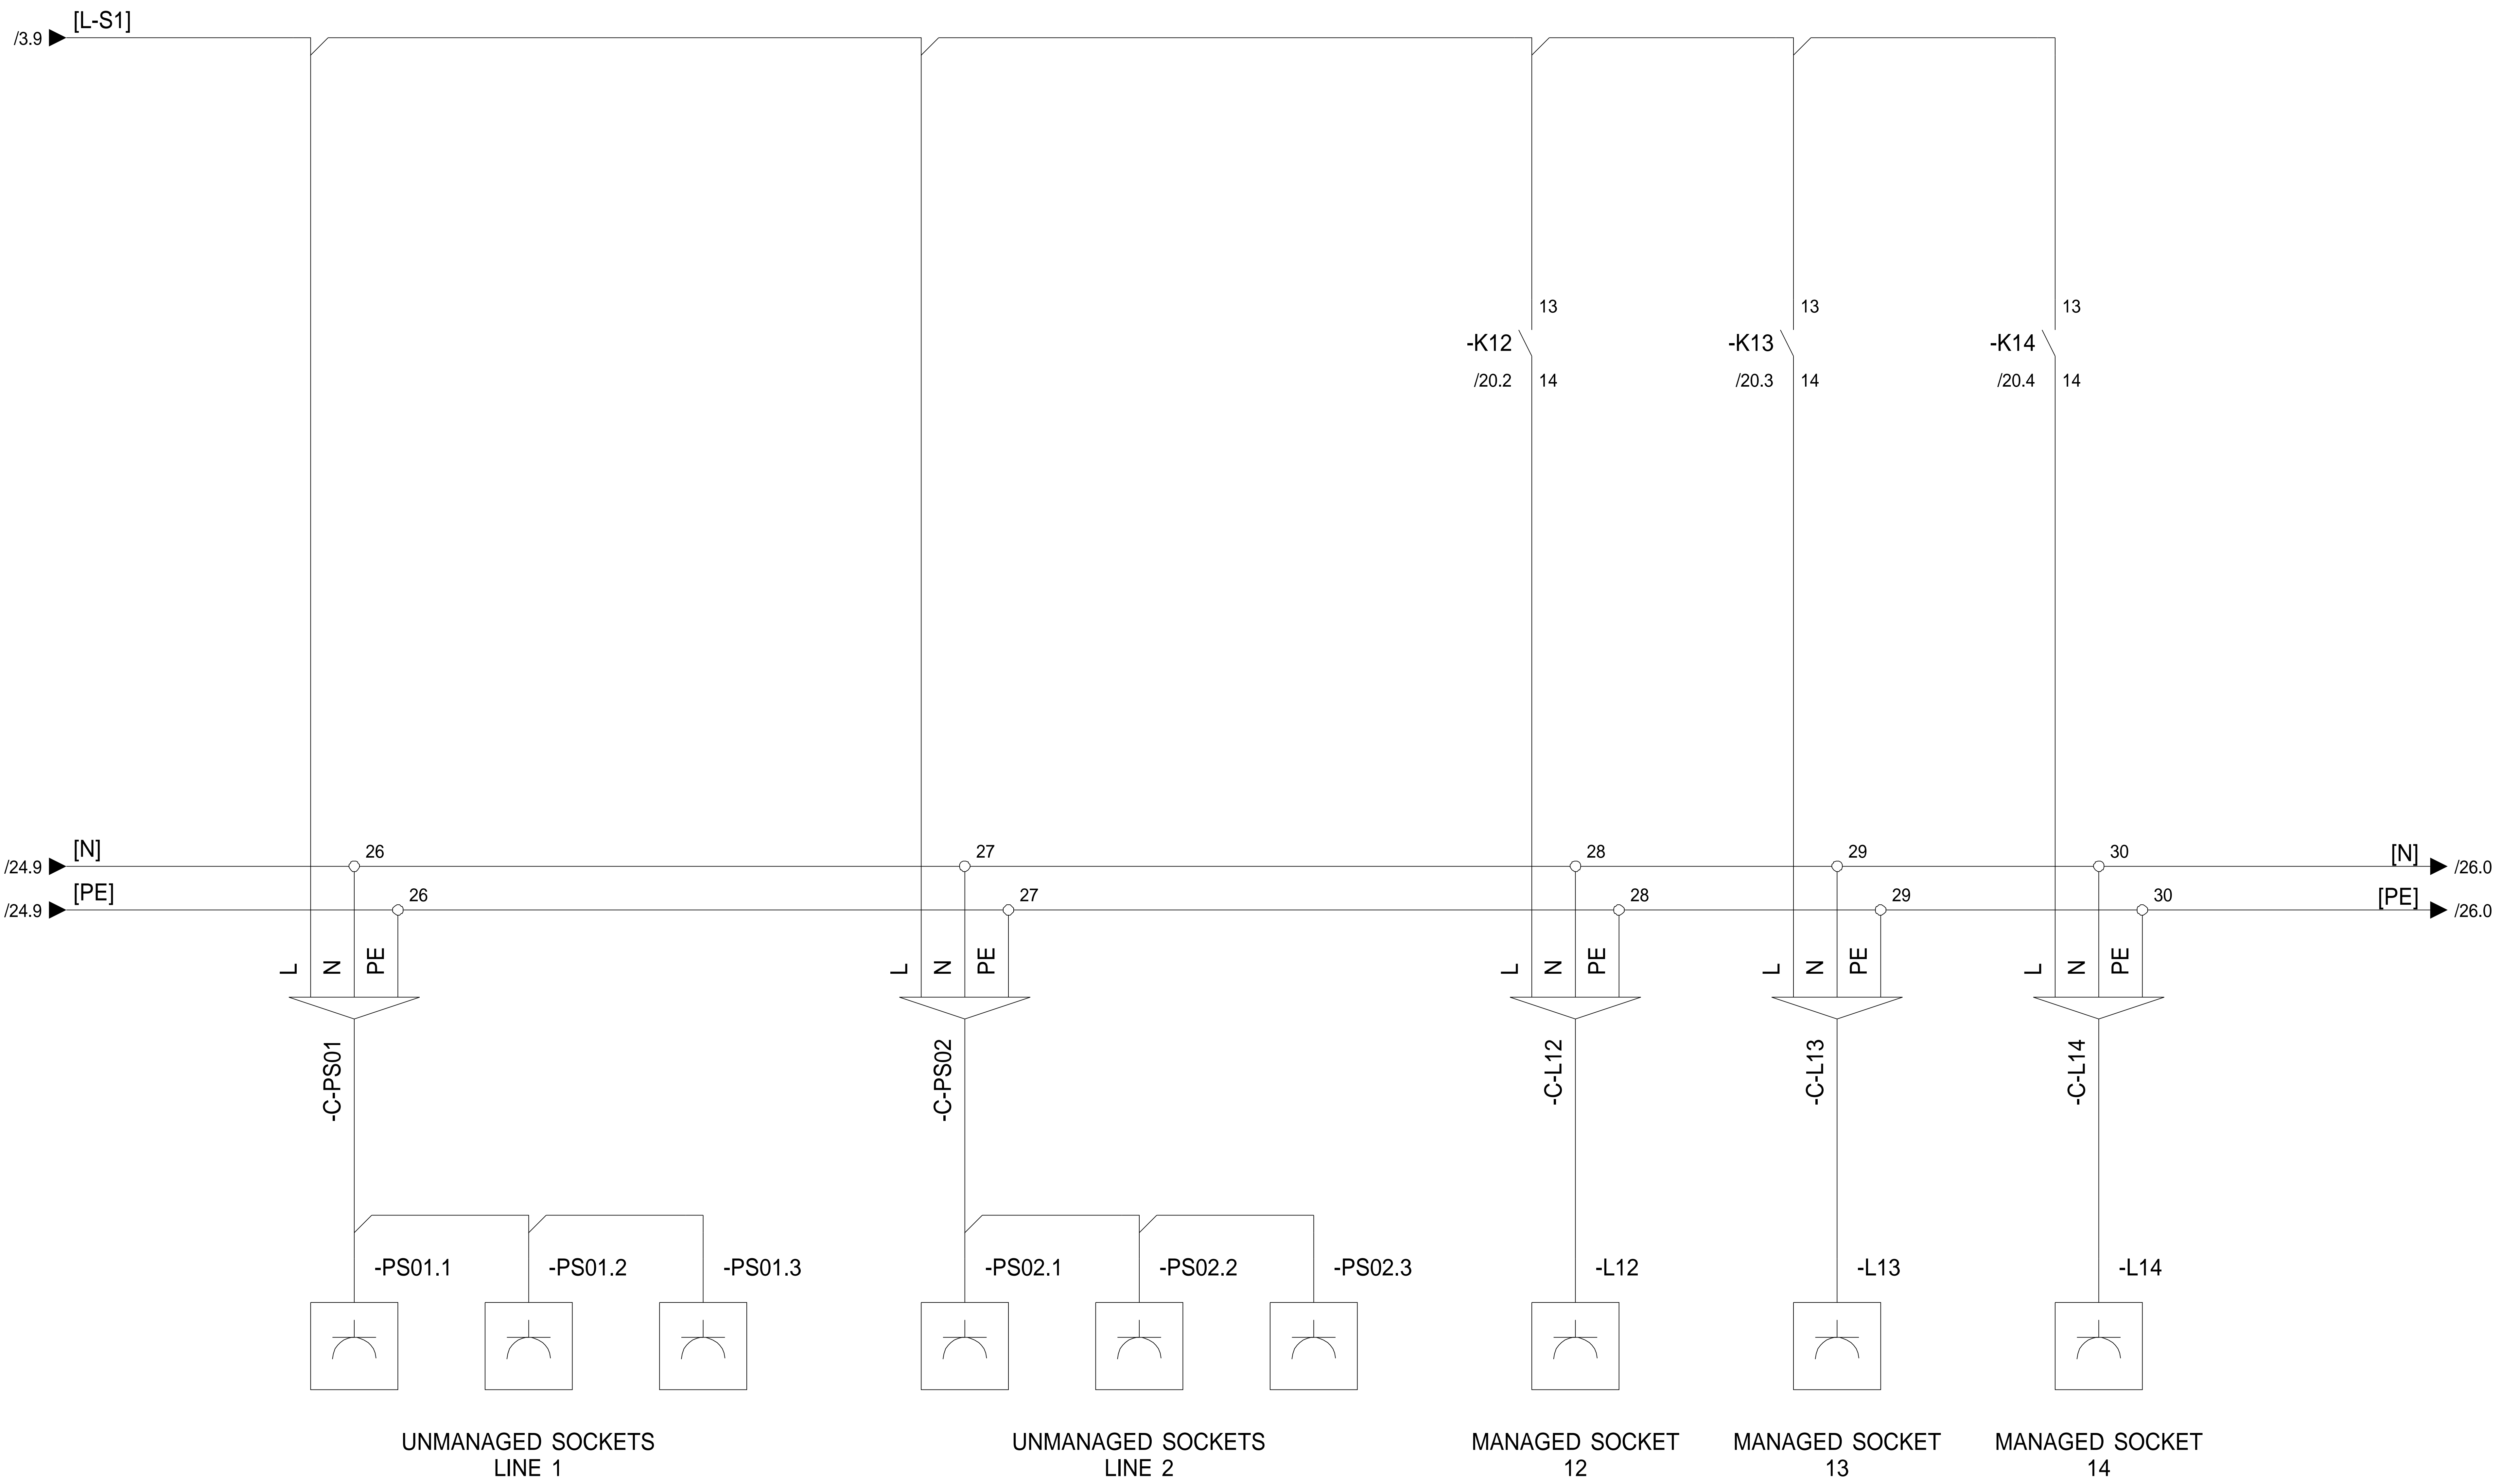 [L-S1]
/3.9
13 13 13
-K12 -K13 -K14
/20.2 14 /20.3 14 /20.4 14
[N] 26 27 28 29 30 [N]
/24.9 /26.0
[PE] 26 27 28 29 30 [PE]
/24.9 /26.0
L N PE L N PE L N PE L N PE L N PE
-C-PS01 -C-PS02 -C-L12 -C-L13 -C-L14
-PS01.1 -PS01.2 -PS01.3 -PS02.1 -PS02.2 -PS02.3 -L12 -L13 -L14
UNMANAGED SOCKETS UNMANAGED SOCKETS MANAGED SOCKET MANAGED SOCKET MANAGED SOCKET
LINE 1 LINE 2 12 13 14